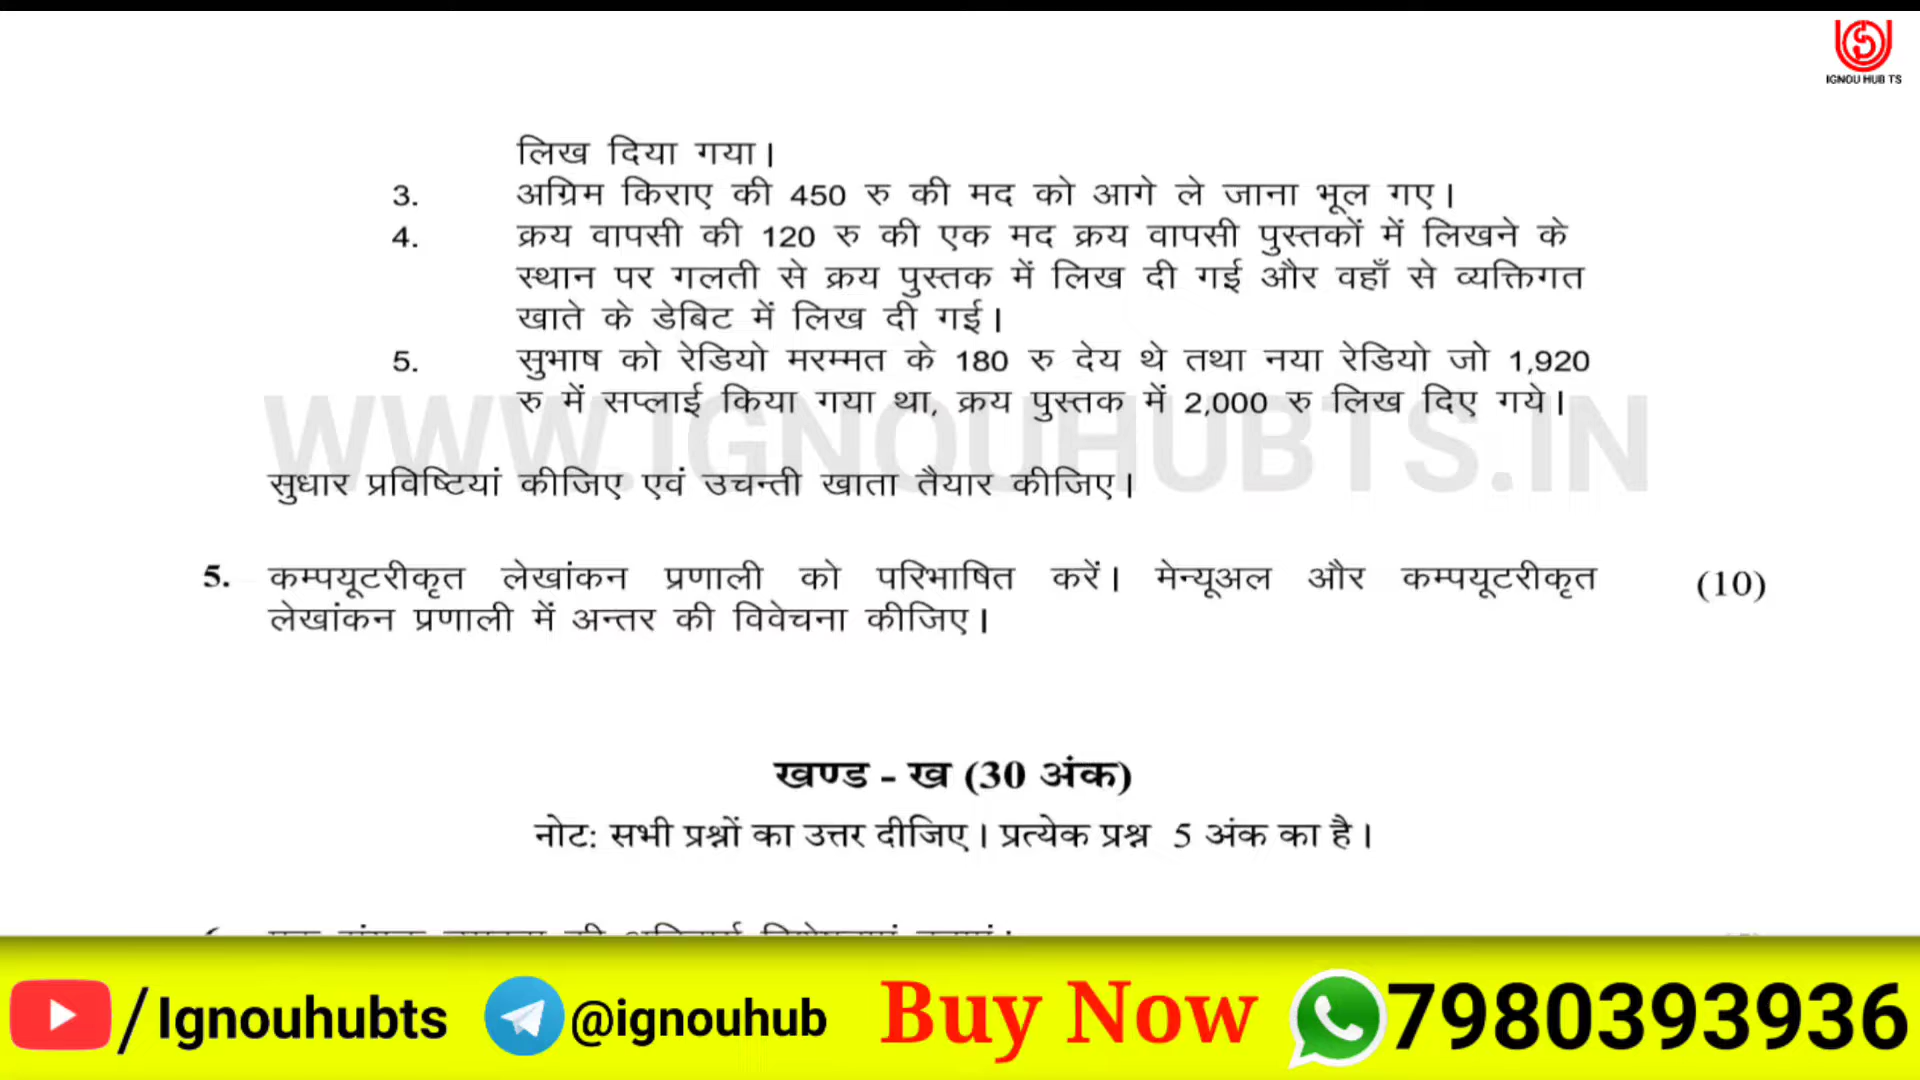 IGNOU HUB TS
लिख दिया गया।
3. अग्रिम किराए की 450 रु की मद को आगे ले जाना भूल गए।
4. क्रय वापसी की 120 रु की एक मद क्रय वापसी पुस्तकों में लिखने के
स्थान पर गलती से क्रय पुस्तक में लिख दी गई और वहाँ से व्यक्तिगत
खाते के डेबिट में लिख दी गई।
5. सुभाष को रेडियो मरम्मत के 180 रु देय थे तथा नया रेडियो जो 1,920
रु में सप्लाई किया गया था, क्रय पुस्तक में 2,000 रु लिख दिए गये।
WWW.IGNOUHUBTS.IN
सुधार प्रविष्टियां कीजिए एवं उचन्ती खाता तैयार कीजिए।
5. कम्पयूटरीकृत लेखांकन प्रणाली को परिभाषित करें। मेन्यूअल और कम्पयूटरीकृत (10)
लेखांकन प्रणाली में अन्तर की विवेचना कीजिए।
खण्ड - ख (30 अंक)
नोट: सभी प्रश्नों का उत्तर दीजिए। प्रत्येक प्रश्न 5 अंक का है।
/Ignouhubts @ignouhub Buy Now 7980393936